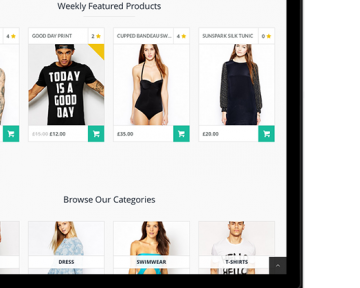 Weekly Featured Products
4
GOOD DAY PRINT 2
CUPPED BANDEAU SW... 4
SUNSPARK SILK TUNIC 0
TODAY
IS A
GOOD
DAY
£15.90 £12.00
£35.00
£20.00
Browse Our Categories
DRESS
SWIMWEAR
T-SHIRTS
HELLO